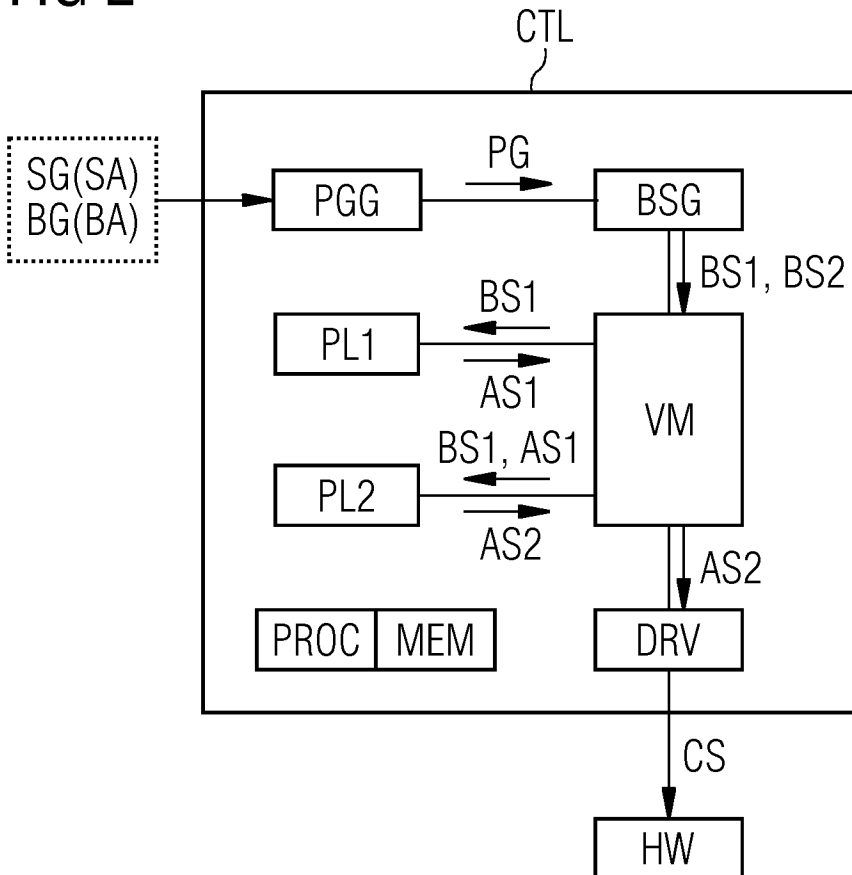 FIG 2
CTL
SG(SA)
BG(BA)
PGG
PG
BSG
BS1, BS2
PL1
BS1
AS1
VM
PL2
BS1, AS1
AS2
AS2
PROC
MEM
DRV
CS
HW